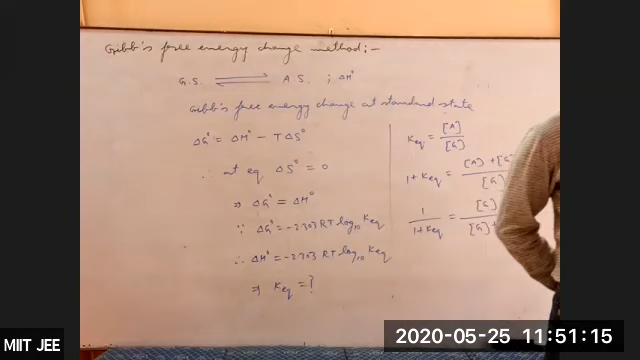 Gibb's free energy change method:-
G.S. ⇌ A.S. ; ΔH°
Gibb's free energy change at standard state
ΔG° = ΔH° - TΔS°
∴ at eq ΔS° = 0
⇒ ΔG° = ΔH°
∵ ΔG° = -2.303 RT log₁₀ Keq
∴ ΔH° = -2.303 RT log₁₀ Keq
⇒ Keq = ?
Keq = [A]/[G]
1 + Keq = [A] + [G]/[G]
1/1 + Keq = [G]/[G] +
MIIT JEE
2020-05-25 11:51:15